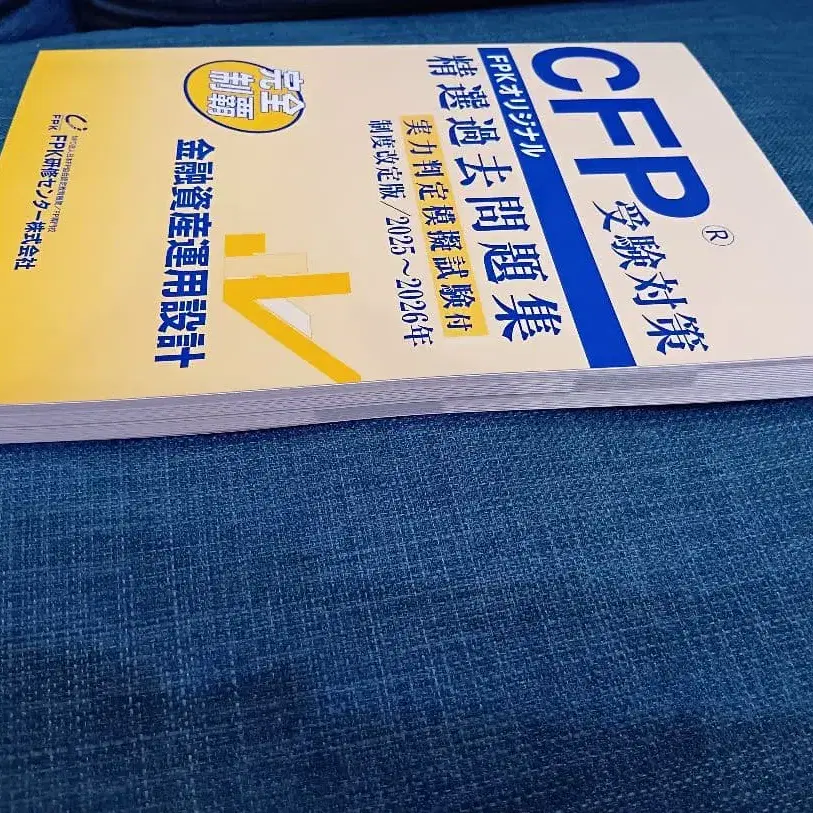 CFP®
受験対策
FPKオリジナル
精選過去問題集
実力判定模擬試験付
制度改定版/2025〜2026年
完全
制覇
金融資産運用設計
FPK
FPK研修センター株式会社